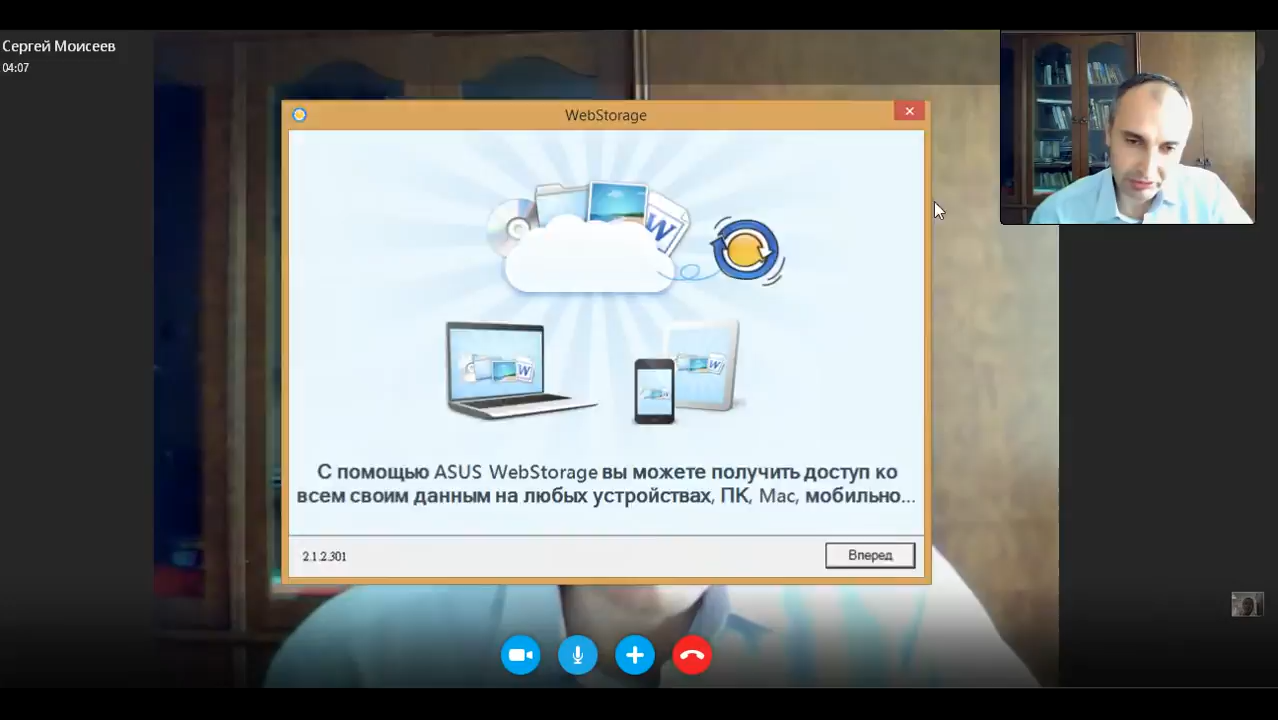 Сергей Моисеев
04:07
WebStorage
W
W
W
С помощью ASUS WebStorage вы можете получить доступ ко
всем своим данным на любых устройствах, ПК, Mac, мобильно...
2.1.2.301
Вперед